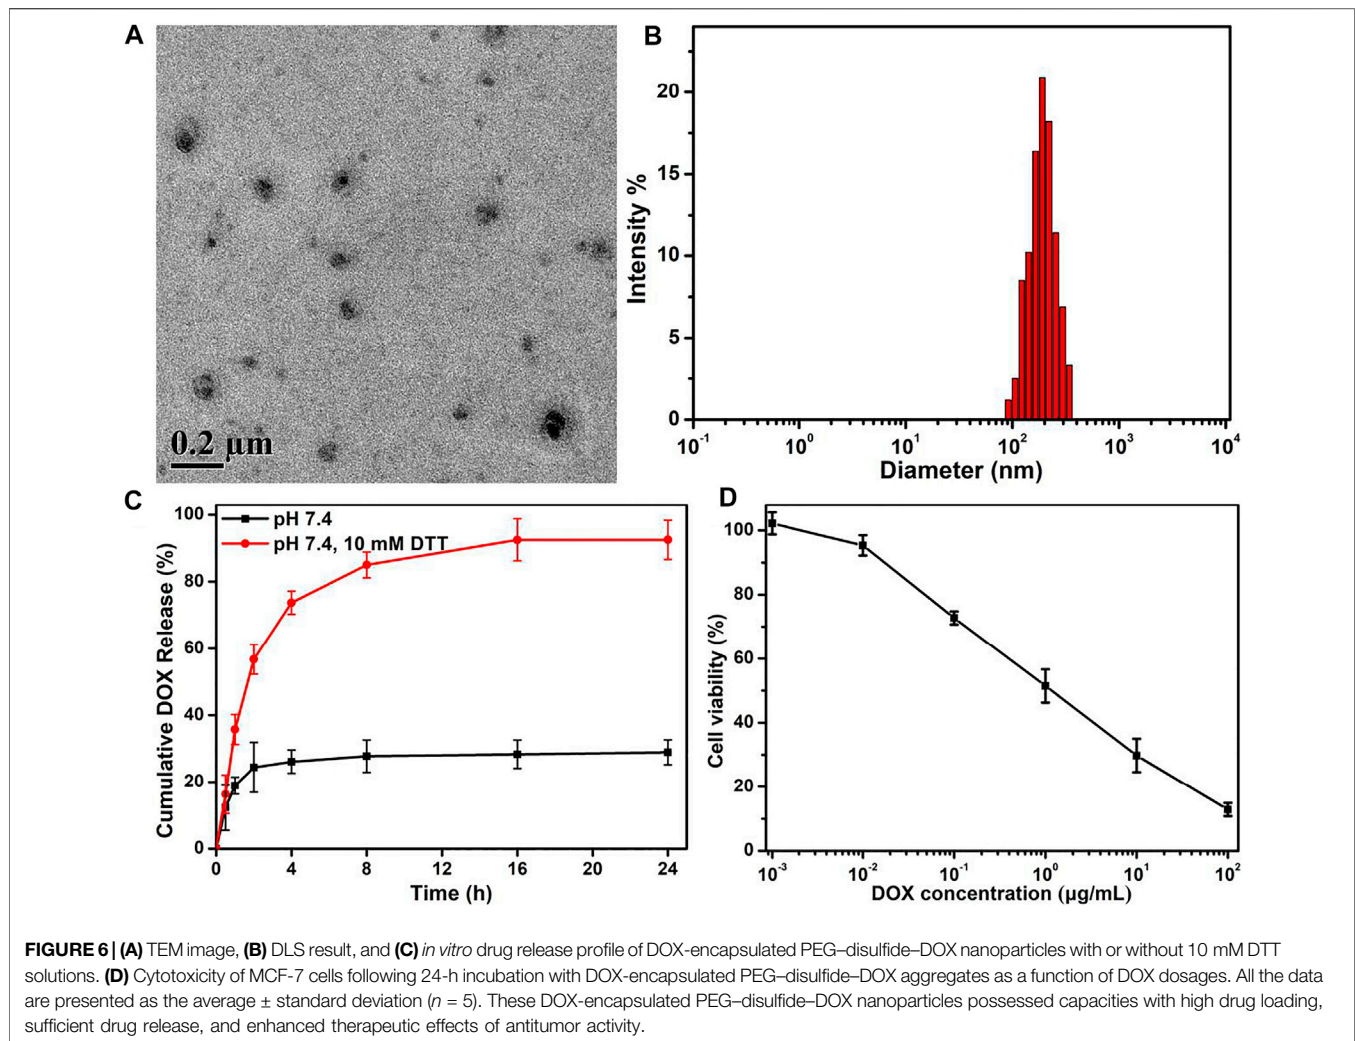 A
0.2 µm
B
Intensity %
20
15
10
5
0
10⁻¹ 10⁰ 10¹ 10² 10³ 10⁴
Diameter (nm)
C
Cumulative DOX Release (%)
100
80
60
40
20
0
pH 7.4
pH 7.4, 10 mM DTT
0 4 8 12 16 20 24
Time (h)
D
Cell viability (%)
100
80
60
40
20
0
10⁻³ 10⁻² 10⁻¹ 10⁰ 10¹ 10²
DOX concentration (µg/mL)
FIGURE 6 | (A) TEM image, (B) DLS result, and (C) in vitro drug release profile of DOX-encapsulated PEG–disulfide–DOX nanoparticles with or without 10 mM DTT
solutions. (D) Cytotoxicity of MCF-7 cells following 24-h incubation with DOX-encapsulated PEG–disulfide–DOX aggregates as a function of DOX dosages. All the data
are presented as the average ± standard deviation (n = 5). These DOX-encapsulated PEG–disulfide–DOX nanoparticles possessed capacities with high drug loading,
sufficient drug release, and enhanced therapeutic effects of antitumor activity.